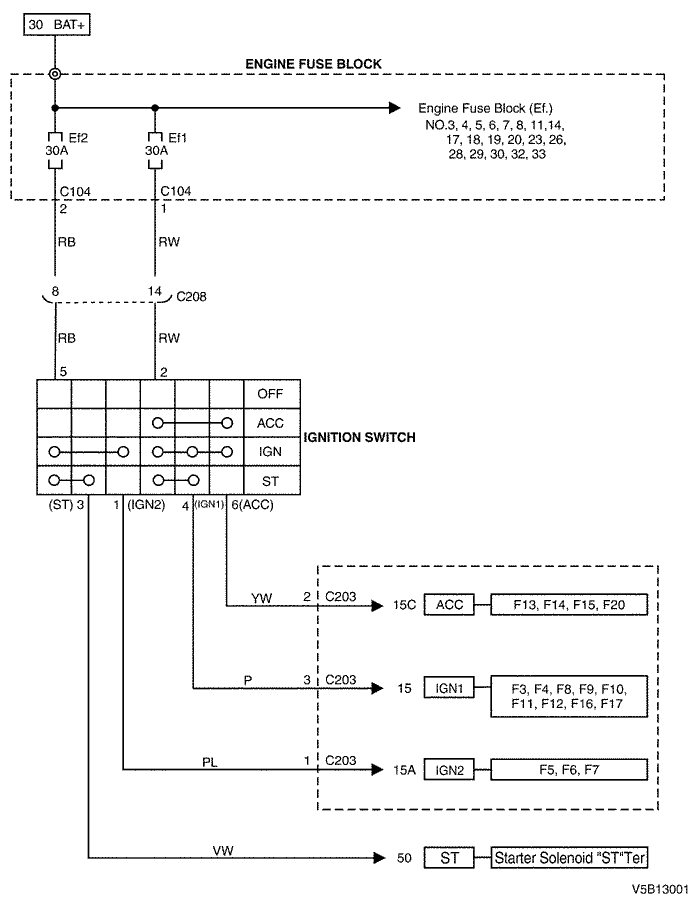 30 BAT+
ENGINE FUSE BLOCK
Engine Fuse Block (Ef.)
NO.3, 4, 5, 6, 7, 8, 11,14,
17, 18, 19, 20, 23, 26,
28, 29, 30, 32, 33
Ef2 Ef1
30A 30A
C104 C104
2 1
RB RW
8 14 C208
RB RW
5 2
OFF
ACC
IGNITION SWITCH
IGN
ST
(ST) 3 1 (IGN2) 4 (IGN1) 6(ACC)
YW 2 C203 15C ACC F13, F14, F15, F20
P 3 C203 15 IGN1 F3, F4, F8, F9, F10,
F11, F12, F16, F17
PL 1 C203 15A IGN2 F5, F6, F7
VW 50 ST Starter Solenoid "ST"Ter
V5B13001